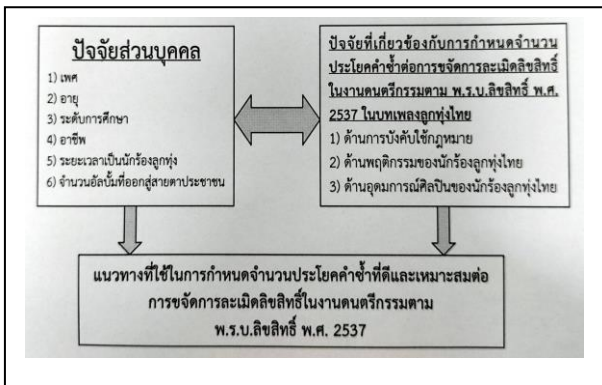 ปัจจัยส่วนบุคคล
1) เพศ
2) อายุ
3) ระดับการศึกษา
4) อาชีพ
5) ระยะเวลาเป็นนักร้องลูกทุ่ง
6) จำนวนอัลบั้มที่ออกสู่สายตาประชาชน
ปัจจัยที่เกี่ยวข้องกับการกำหนดจำนวน
ประโยคคำซ้ำต่อการขจัดการละเมิดลิขสิทธิ์
ในงานดนตรีกรรมตาม พ.ร.บ.ลิขสิทธิ์ พ.ศ.
2537 ในบทเพลงลูกทุ่งไทย
1) ด้านการบังคับใช้กฎหมาย
2) ด้านพฤติกรรมของนักร้องลูกทุ่งไทย
3) ด้านอุดมการณ์ศิลปินของนักร้องลูกทุ่งไทย
แนวทางที่ใช้ในการกำหนดจำนวนประโยคคำซ้ำที่ดีและเหมาะสมต่อ
การขจัดการละเมิดลิขสิทธิ์ในงานดนตรีกรรมตาม
พ.ร.บ.ลิขสิทธิ์ พ.ศ. 2537